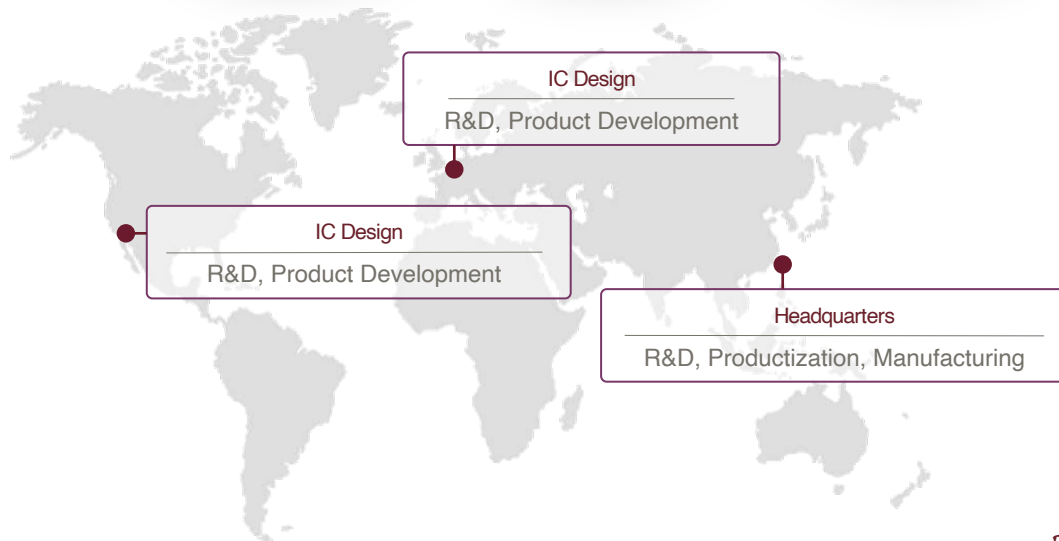 IC Design
R&D, Product Development
IC Design
R&D, Product Development
Headquarters
R&D, Productization, Manufacturing